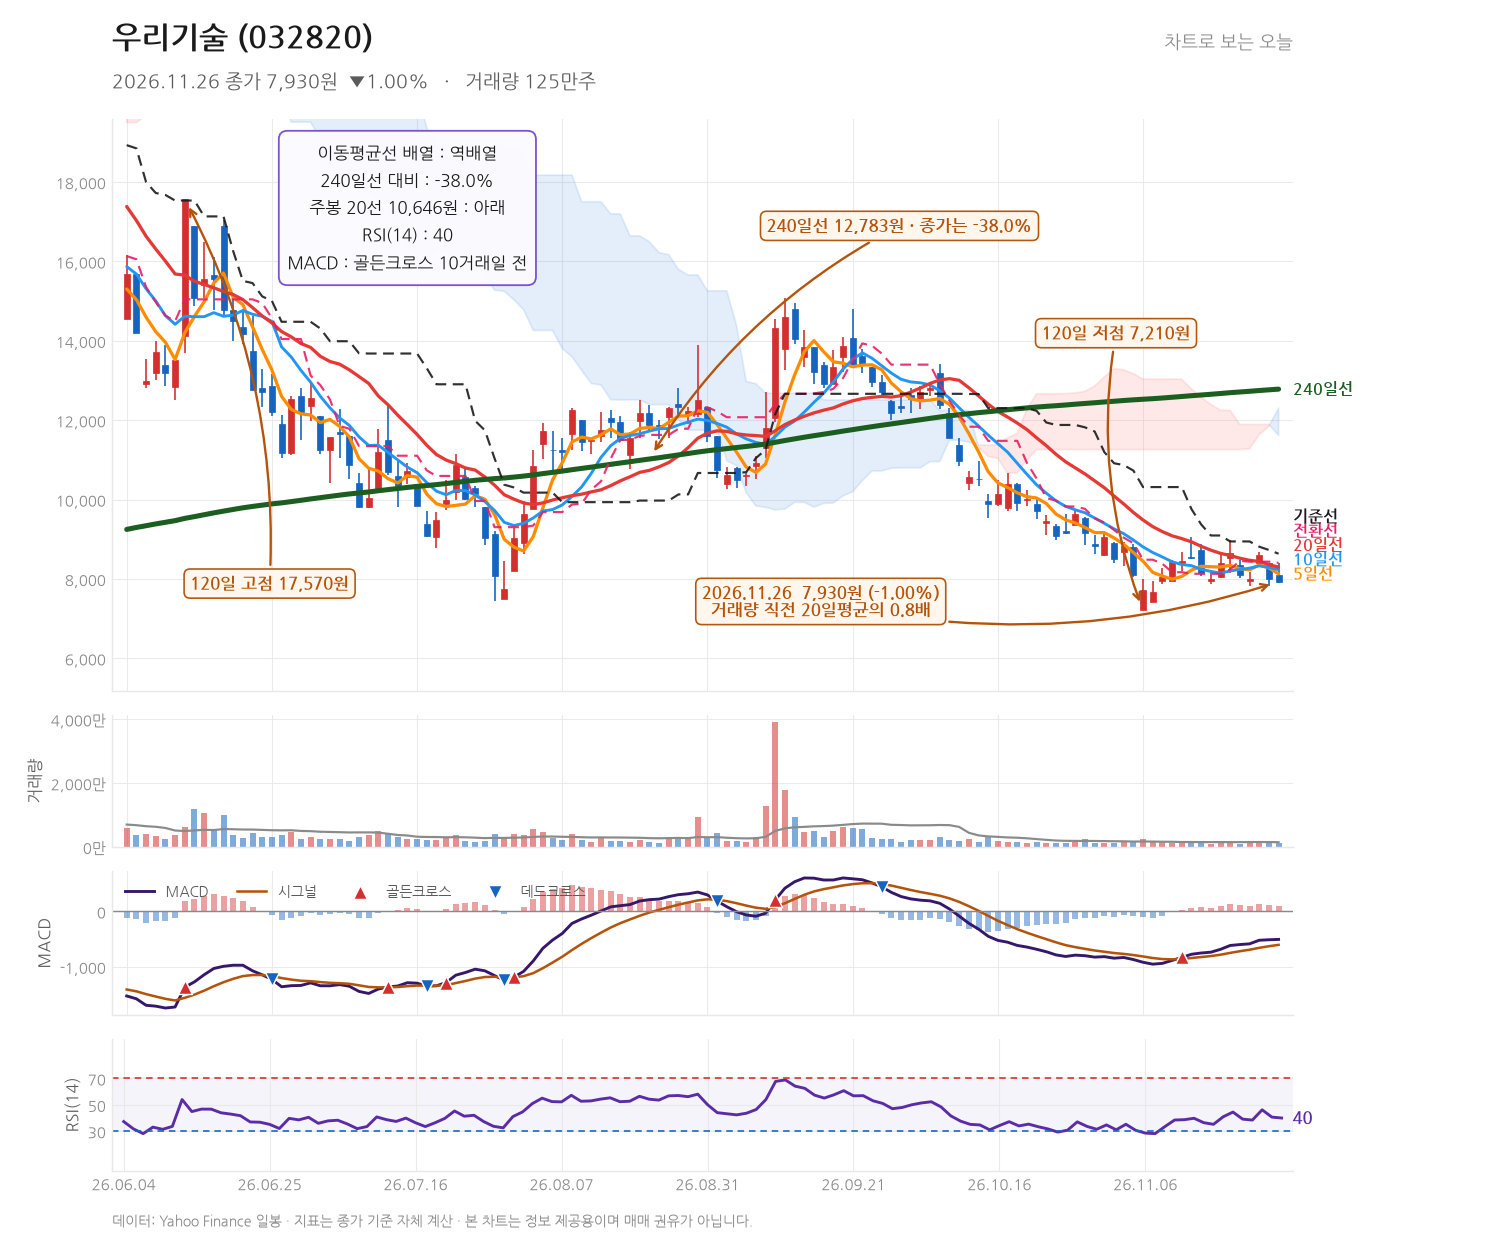 우리기술 (032820)
차트로 보는 오늘
2026.11.26 종가 7,930원 ▼1.00% · 거래량 125만주
이동평균선 배열 : 역배열
240일선 대비 : -38.0%
주봉 20선 10,646원 : 아래
RSI(14) : 40
MACD : 골든크로스 10거래일 전
240일선 12,783원 · 종가는 -38.0%
120일 저점 7,210원
120일 고점 17,570원
2026.11.26 7,930원 (-1.00%)
거래량 직전 20일평균의 0.8배
18,000
16,000
14,000
12,000
10,000
8,000
6,000
240일선
기준선
전환선
20일선
10일선
5일선
거래량
4,000만
2,000만
0만
MACD
MACD
시그널
골든크로스
데드크로스
0
-1,000
RSI(14)
70
50
30
40
26.06.04
26.06.25
26.07.16
26.08.07
26.08.31
26.09.21
26.10.16
26.11.06
데이터: Yahoo Finance 일봉 · 지표는 종가 기준 자체 계산 · 본 차트는 정보 제공용이며 매매 권유가 아닙니다.